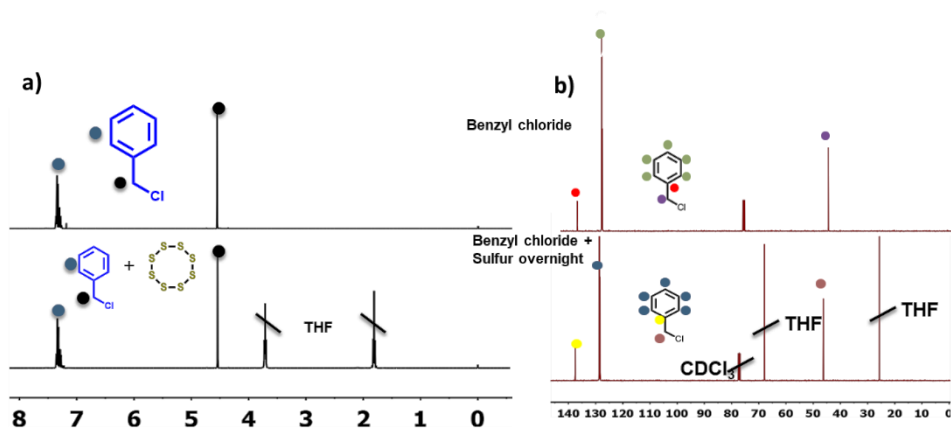 a)
Cl
Cl
+
S S S S S S S S
THF
8 7 6 5 4 3 2 1 0
b)
Benzyl chloride
Cl
Benzyl chloride +
Sulfur overnight
Cl
THF
THF
CDCl3
140 130 120 110 100 90 80 70 60 50 40 30 20 10 0